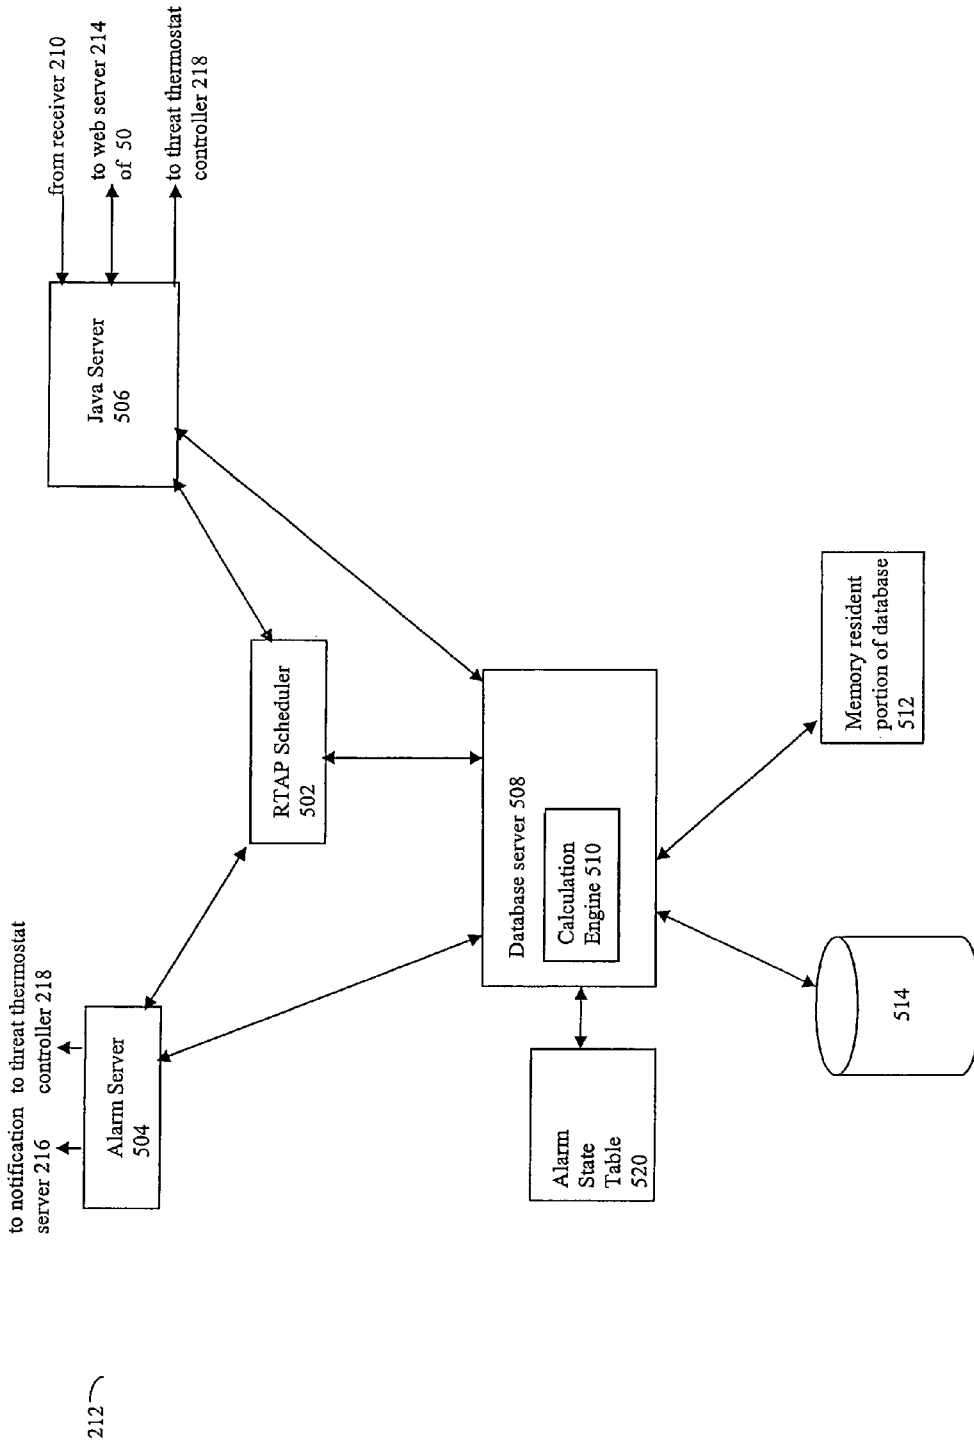 212
to notification
server 216
to threat thermostat
controller 218
Alarm Server
504
RTAP Scheduler
502
Java Server
506
from receiver 210
to web server 214
of 50
to threat thermostat
controller 218
Database server 508
Calculation
Engine 510
Alarm
State
Table
520
514
Memory resident
portion of database
512